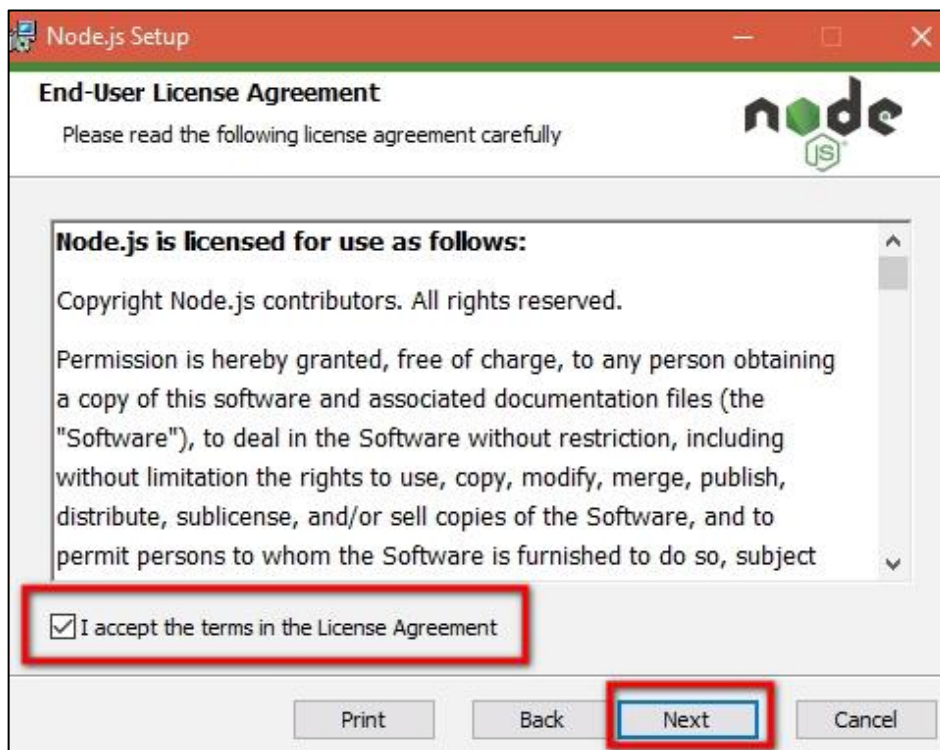 Node.js Setup
End-User License Agreement
Please read the following license agreement carefully
node
JS
Node.js is licensed for use as follows:
Copyright Node.js contributors. All rights reserved.
Permission is hereby granted, free of charge, to any person obtaining
a copy of this software and associated documentation files (the
"Software"), to deal in the Software without restriction, including
without limitation the rights to use, copy, modify, merge, publish,
distribute, sublicense, and/or sell copies of the Software, and to
permit persons to whom the Software is furnished to do so, subject
I accept the terms in the License Agreement
Print Back Next Cancel